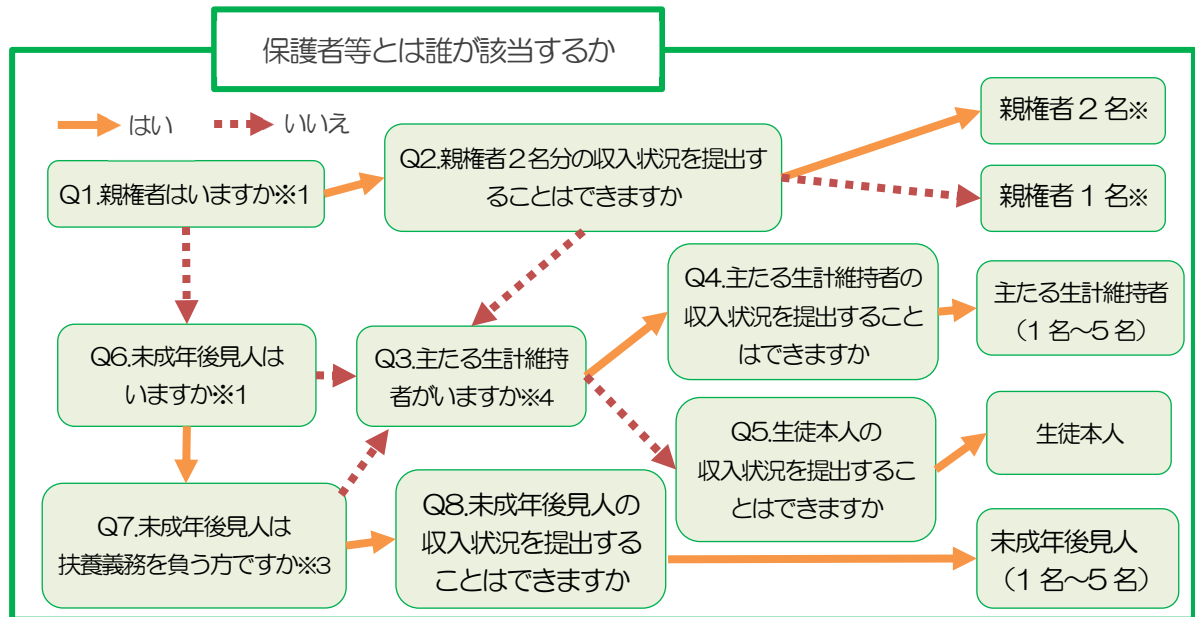 保護者等とは誰が該当するか
はい
いいえ
Q1.親権者はいますか※1
Q2.親権者２名分の収入状況を提出す
ることはできますか
親権者２名※
親権者１名※
Q6.未成年後見人は
いますか※1
Q3.主たる生計維持
者がいますか※4
Q4.主たる生計維持者の
収入状況を提出すること
はできますか
主たる生計維持者
（１名～５名）
Q5.生徒本人の
収入状況を提出するこ
とはできますか
生徒本人
Q7.未成年後見人は
扶養義務を負う方ですか※3
Q8.未成年後見人の
収入状況を提出する
ことはできますか
未成年後見人
（１名～５名）